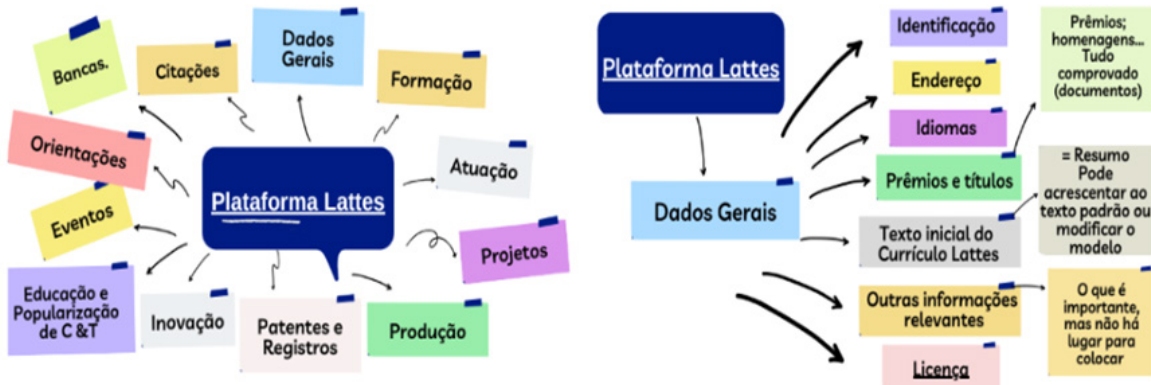 Bancas.
Citações
Dados
Gerais
Formação
Orientações
Plataforma Lattes
Atuação
Eventos
Projetos
Educação e
Popularização
de C &T
Inovação
Patentes e
Registros
Produção
Plataforma Lattes
Dados Gerais
Identificação
Endereço
Idiomas
Prêmios e títulos
Texto inicial do
Currículo Lattes
Outras informações
relevantes
Licença
Prêmios;
homenagens...
Tudo
comprovado
(documentos)
= Resumo
Pode
acrescentar ao
texto padrão ou
modificar o
modelo
O que é
importante,
mas não há
lugar para
colocar